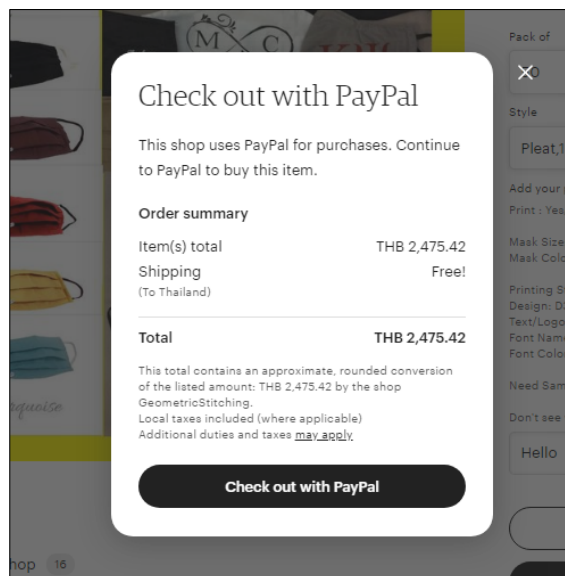 M C
Check out with PayPal
This shop uses PayPal for purchases. Continue
to PayPal to buy this item.
Order summary
Item(s) total THB 2,475.42
Shipping Free!
(To Thailand)
Total THB 2,475.42
This total contains an approximate, rounded conversion
of the listed amount: THB 2,475.42 by the shop
GeometricStitching.
Local taxes included (where applicable)
Additional duties and taxes may apply
Check out with PayPal
Pack of
Style
Pleat,1
Add your
Print : Yes
Mask Size
Mask Colo
Printing S
Design: D
Text/Logo
Font Name
Font Colo
Need Sam
Don't see
Hello
rquoise
hop 16